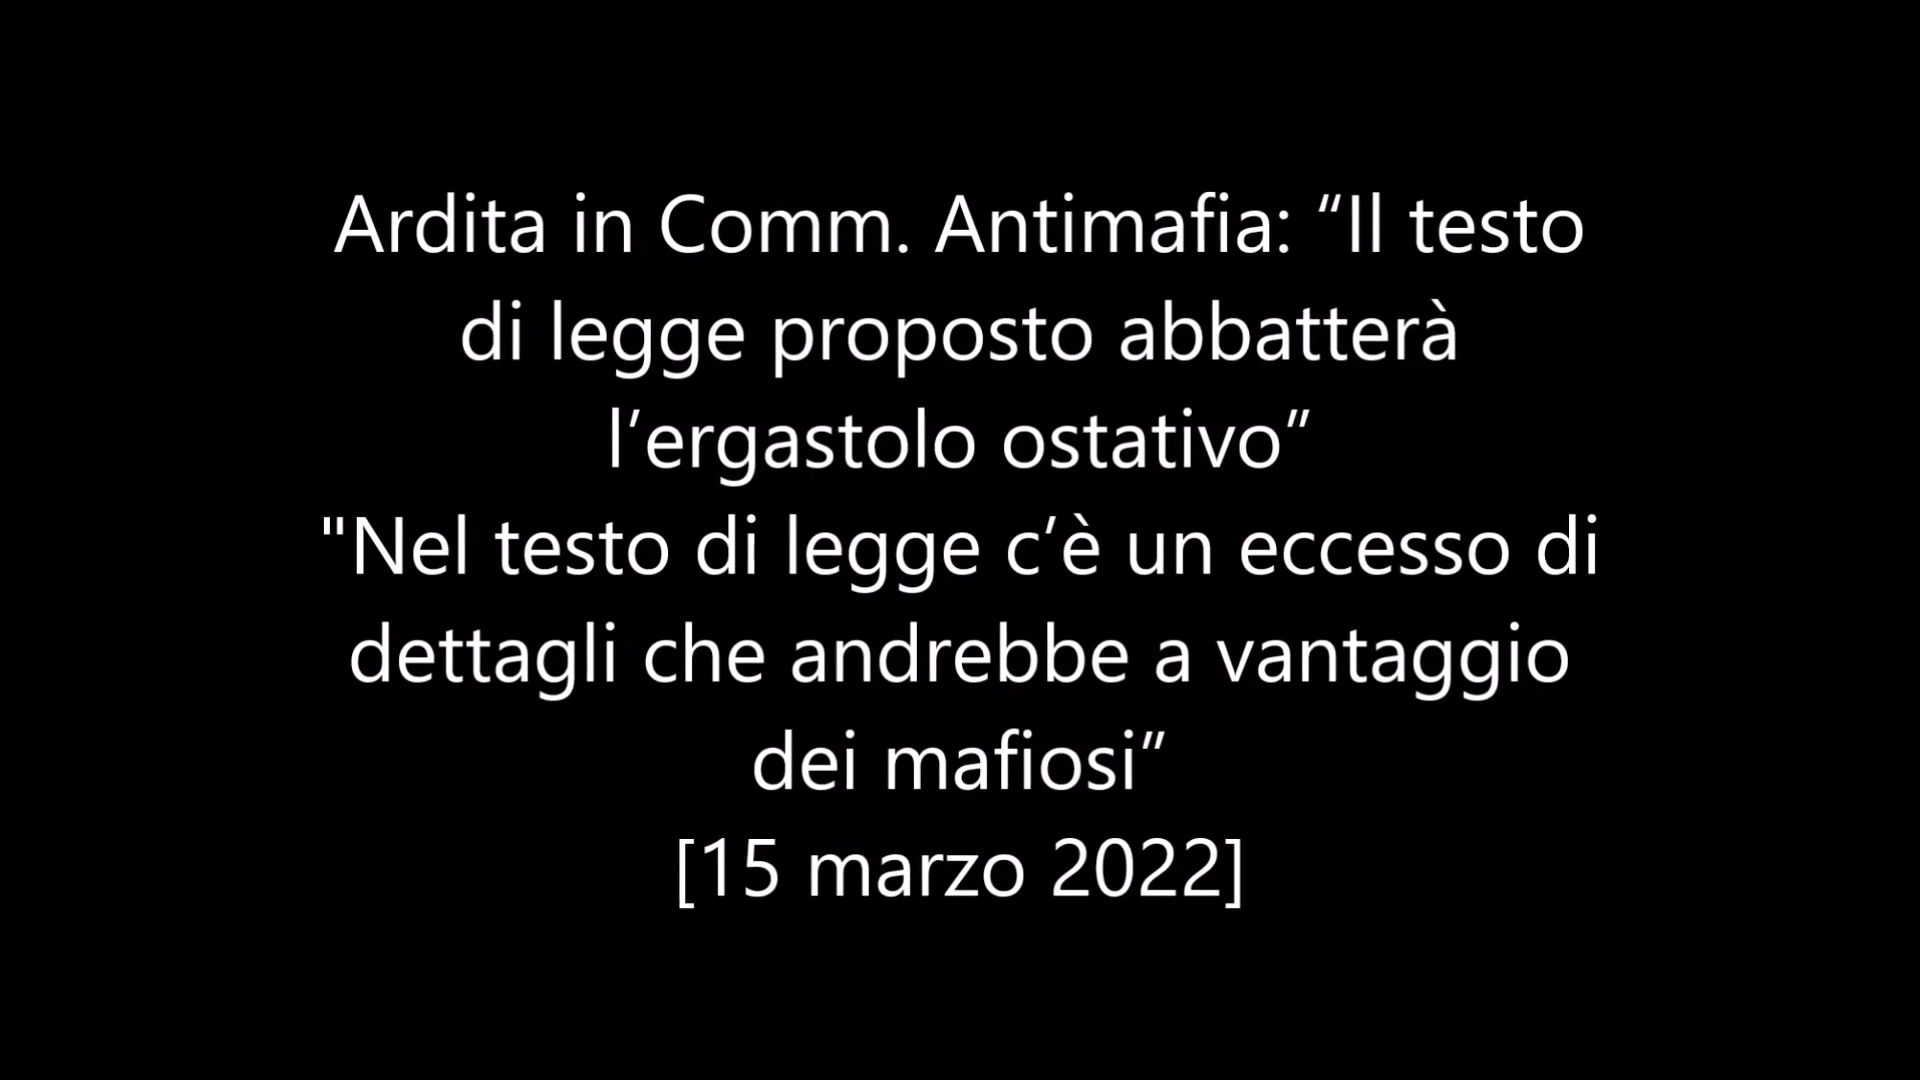 Ardita in Comm. Antimafia: “Il testo
di legge proposto abbatterà
l’ergastolo ostativo”
"Nel testo di legge c’è un eccesso di
dettagli che andrebbe a vantaggio
dei mafiosi”
[15 marzo 2022]